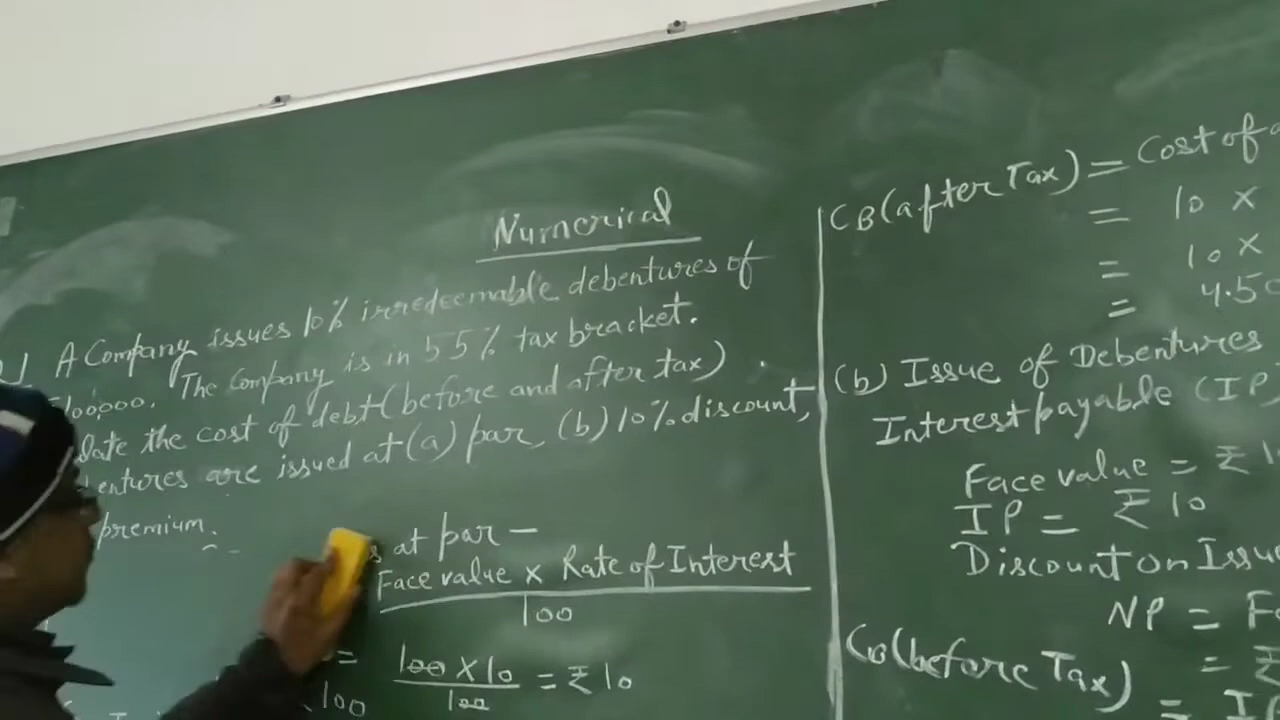 Numerical
A Company issues 10% irredeemable debentures of
The Company is in 55% tax bracket.
late the cost of debt (before and after tax)
entures are issued at (a) par, (b) 10% discount,
premium.
s at par -
Face value x Rate of Interest
100
= 100 X 10 = ₹ 10
100
100
CB (after Tax) = Cost of
= 10 x
= 10 x
= 4.50
(b) Issue of Debentures
Interest payable (IP)
Face value = ₹ 1
IP = ₹ 10
Discount on Issu
NP = F
(before Tax) = ₹
= IP